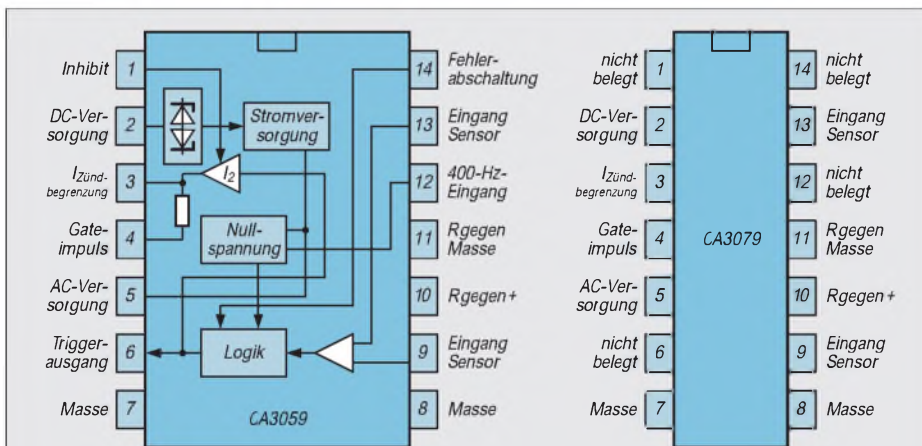 Inhibit
1
DC-Ver-
sorgung
2
IZünd-
begrenzung
3
Gate-
impuls
4
AC-Ver-
sorgung
5
Trigger-
ausgang
6
Masse
7
Stromver-
sorgung
I2
Null-
spannung
Logik
CA3059
14
Fehler-
abschaltung
13
Eingang
Sensor
12
400-Hz-
Eingang
11
Rgegen
Masse
10
Rgegen+
9
Eingang
Sensor
8
Masse
nicht
belegt
1
DC-Ver-
sorgung
2
IZünd-
begrenzung
3
Gate-
impuls
4
AC-Ver-
sorgung
5
nicht
belegt
6
Masse
7
CA3079
14
nicht
belegt
13
Eingang
Sensor
12
nicht
belegt
11
Rgegen
Masse
10
Rgegen+
9
Eingang
Sensor
8
Masse